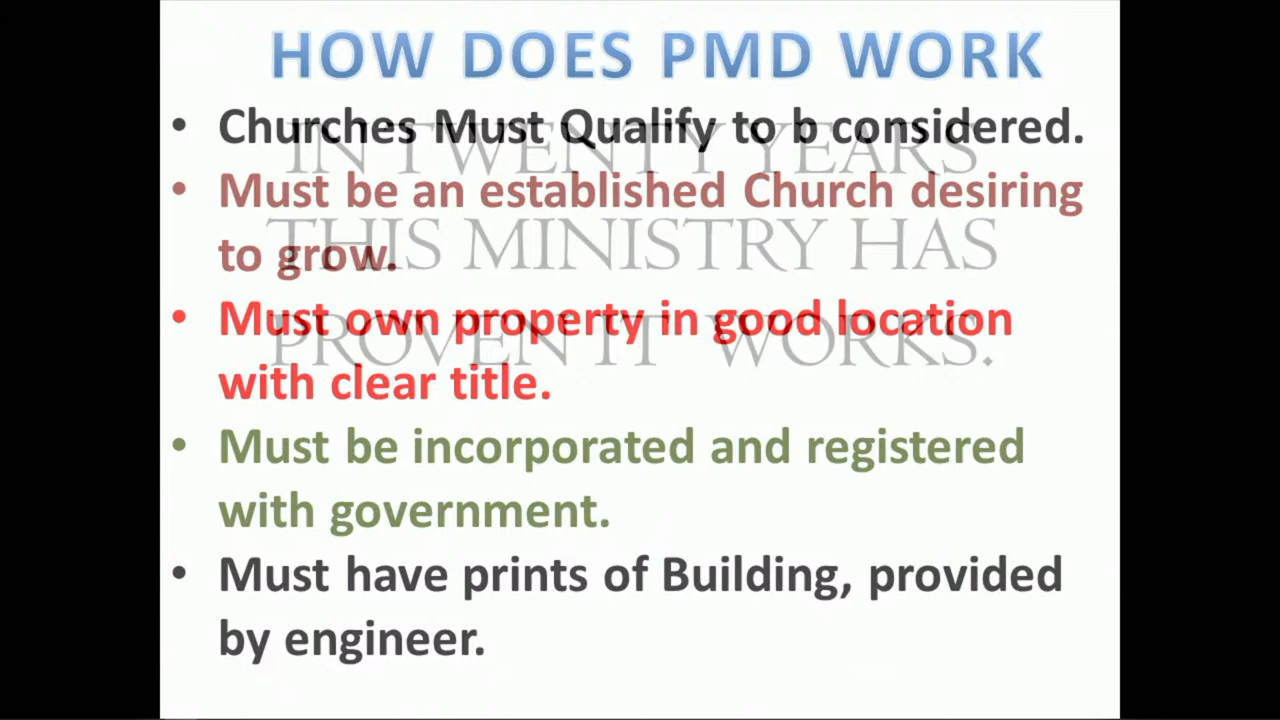 HOW DOES PMD WORK
• Churches Must Qualify to b considered.
• Must be an established Church desiring
to grow.
• Must own property in good location
with clear title.
• Must be incorporated and registered
with government.
• Must have prints of Building, provided
by engineer.
IN TWENTY YEARS
THIS MINISTRY HAS
PROVEN IT WORKS.